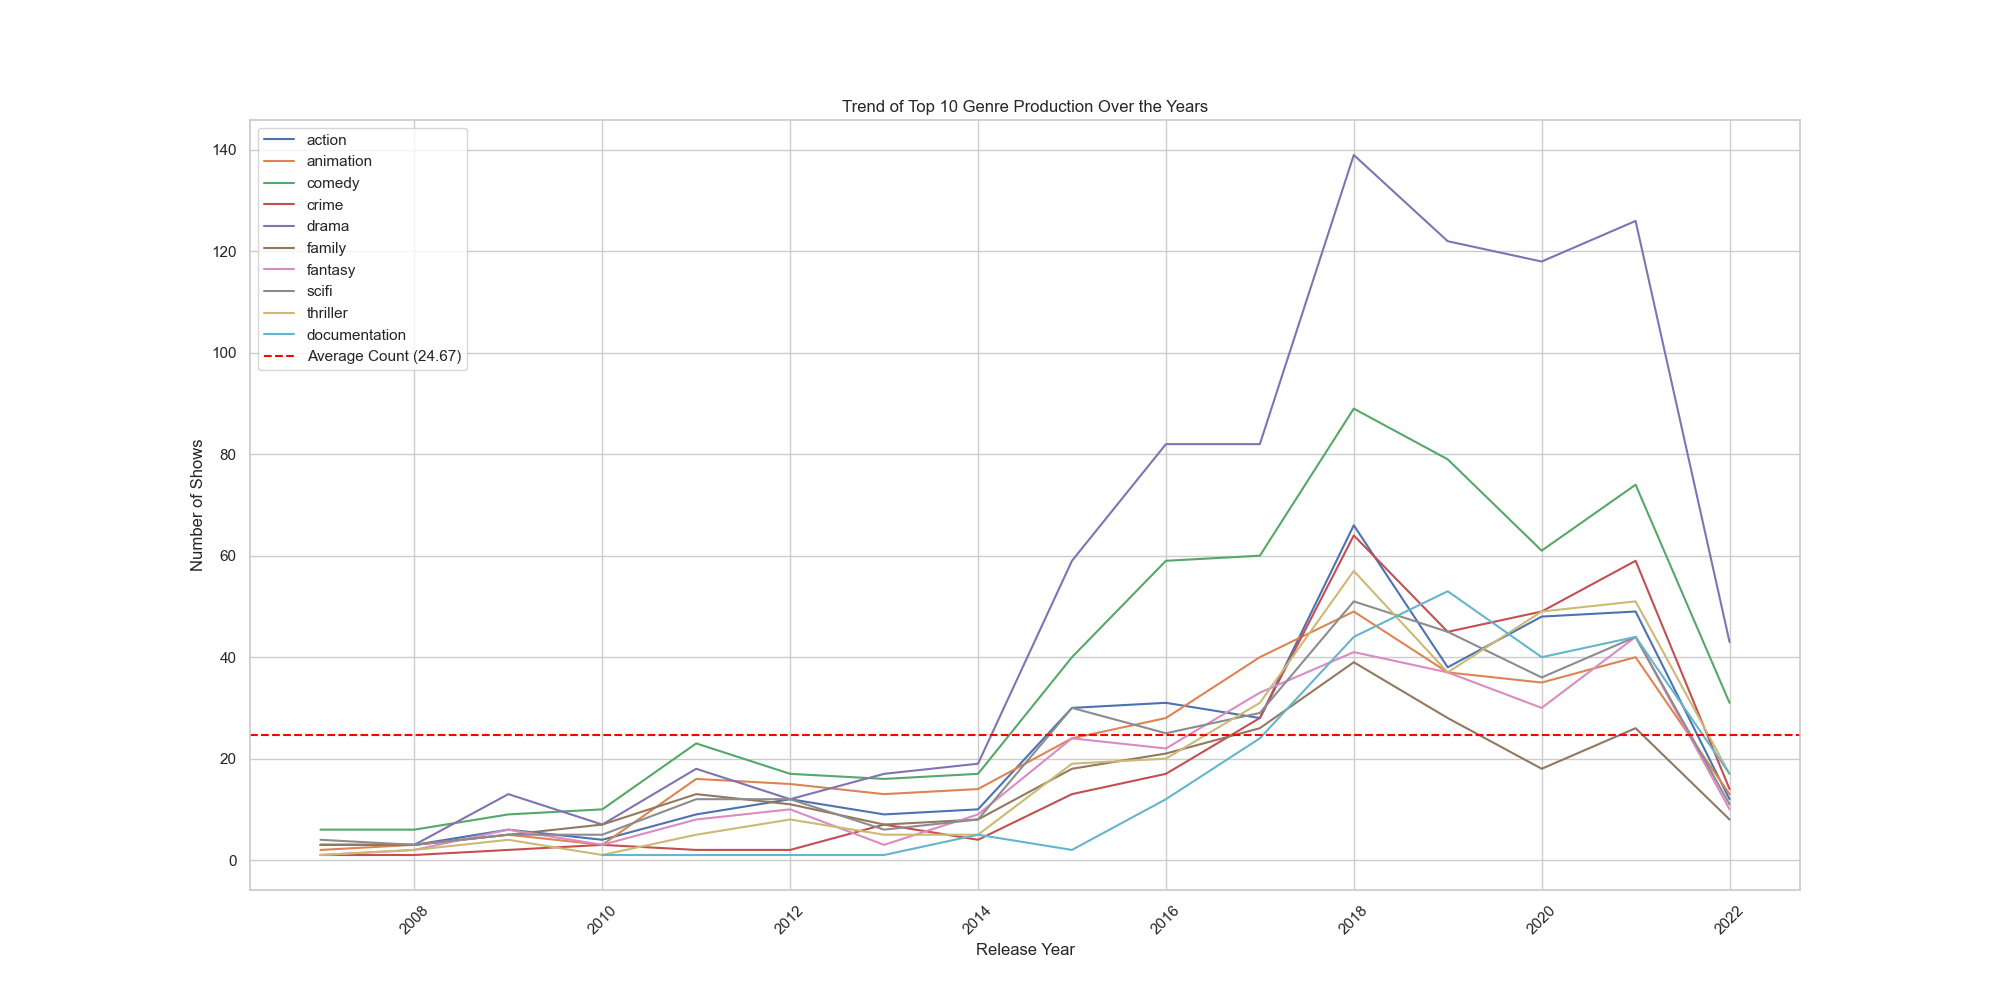 Trend of Top 10 Genre Production Over the Years
action
animation
comedy
crime
drama
family
fantasy
scifi
thriller
documentation
Average Count (24.67)
Number of Shows
140
120
100
80
60
40
20
0
2008
2010
2012
2014
2016
2018
2020
2022
Release Year